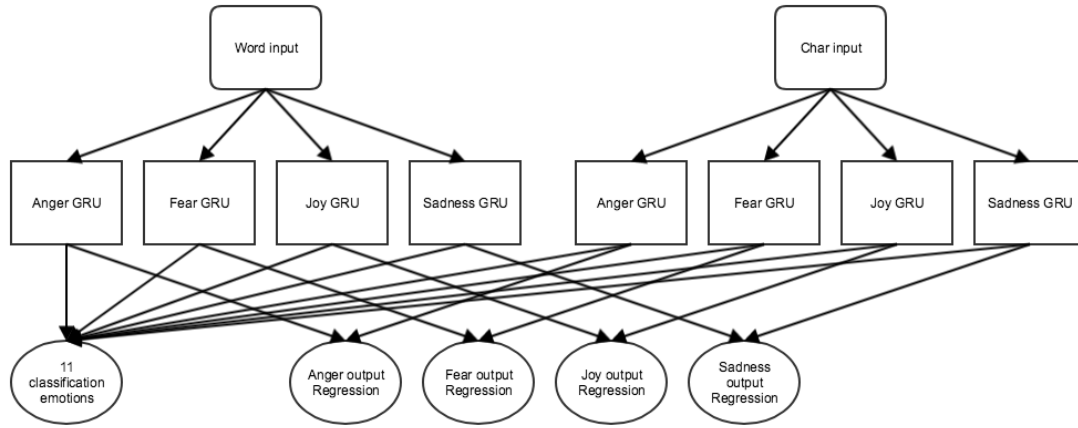 Word input
Char input
Anger GRU
Fear GRU
Joy GRU
Sadness GRU
Anger GRU
Fear GRU
Joy GRU
Sadness GRU
11
classification
emotions
Anger output
Regression
Fear output
Regression
Joy output
Regression
Sadness
output
Regression